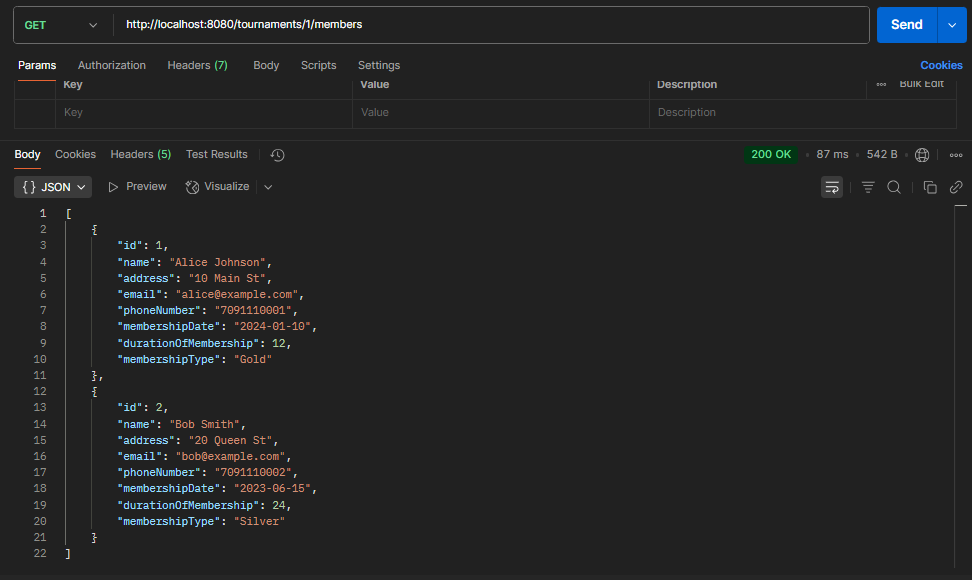 GET http://localhost:8080/tournaments/1/members Send
Params Authorization Headers (7) Body Scripts Settings Cookies
Key Value Description Bulk Edit
Key Value Description
Body Cookies Headers (5) Test Results 200 OK 87 ms 542 B
{} JSON Preview Visualize
1 [
2 {
3 "id": 1,
4 "name": "Alice Johnson",
5 "address": "10 Main St",
6 "email": "alice@example.com",
7 "phoneNumber": "7091110001",
8 "membershipDate": "2024-01-10",
9 "durationOfMembership": 12,
10 "membershipType": "Gold"
11 },
12 {
13 "id": 2,
14 "name": "Bob Smith",
15 "address": "20 Queen St",
16 "email": "bob@example.com",
17 "phoneNumber": "7091110002",
18 "membershipDate": "2023-06-15",
19 "durationOfMembership": 24,
20 "membershipType": "Silver"
21 }
22 ]